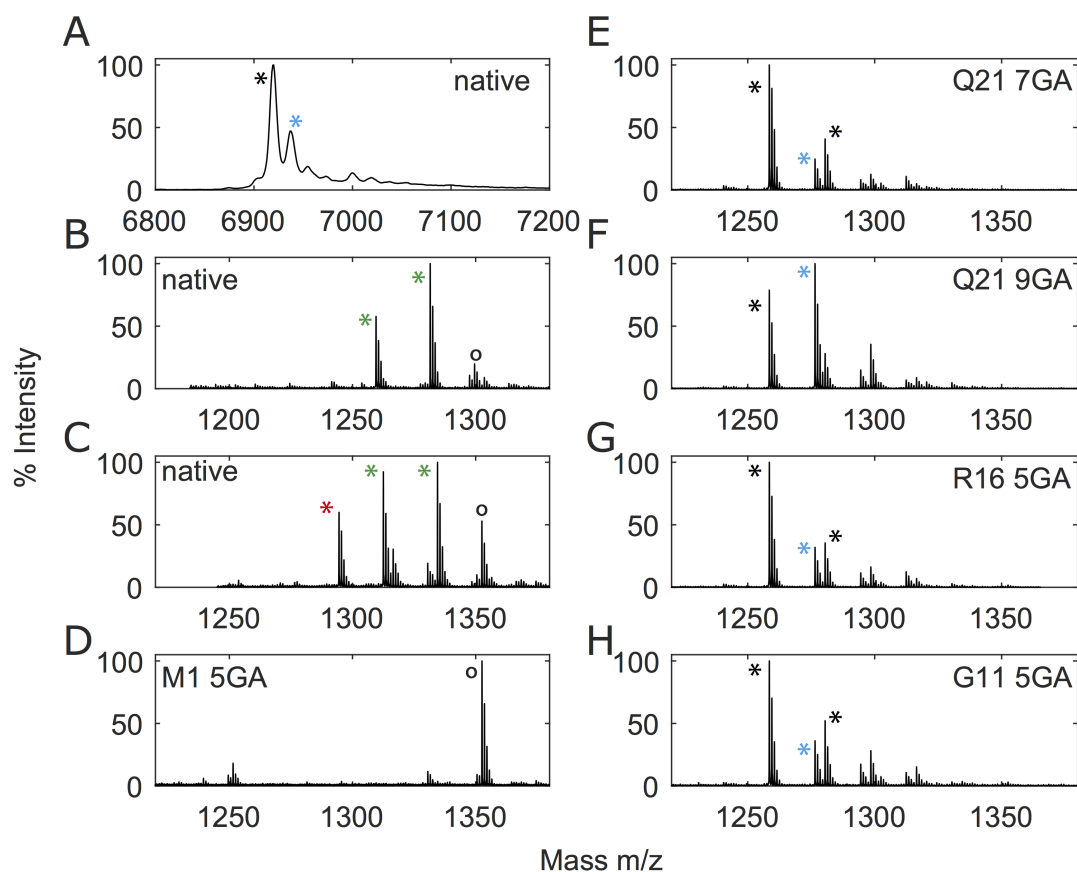 A
100
50
0
* *
native
6800 6900 7000 7100 7200
B
100
50
0
native
* * o
1200 1250 1300
C
100
50
0
native
* * * o
1250 1300 1350
D
100
50
0
M1 5GA
o
1250 1300 1350
E
100
50
0
* * *
Q21 7GA
1250 1300 1350
F
100
50
0
* *
Q21 9GA
1250 1300 1350
G
100
50
0
* * *
R16 5GA
1250 1300 1350
H
100
50
0
* * *
G11 5GA
1250 1300 1350
% Intensity
Mass m/z